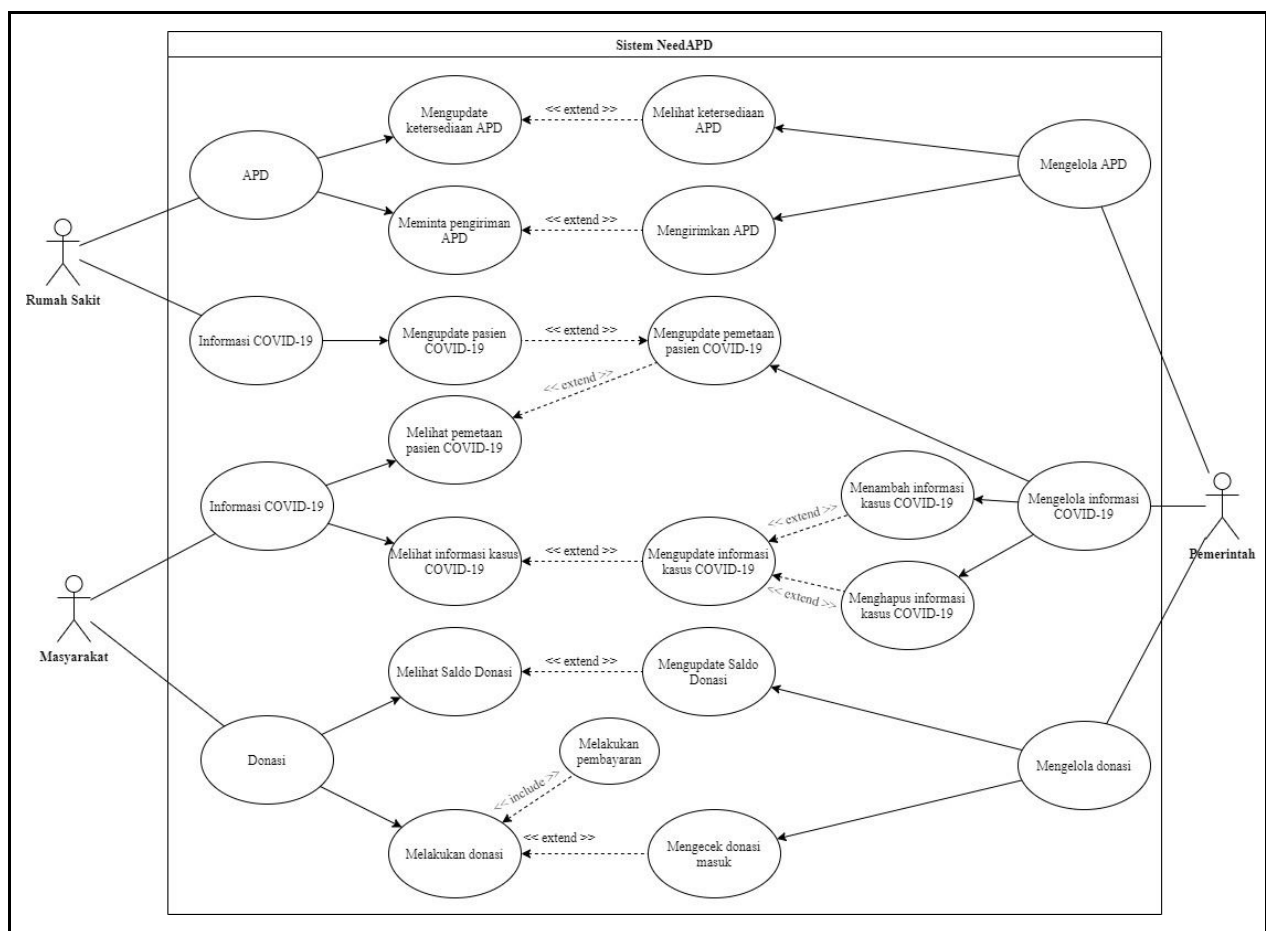 Sistem NeedAPD
Mengupdate
ketersediaan APD
<< extend >>
Melihat ketersediaan
APD
APD
Mengelola APD
Meminta pengiriman
APD
<< extend >>
Mengirimkan APD
Rumah Sakit
Informasi COVID-19
Mengupdate pasien
COVID-19
<< extend >>
Mengupdate pemetaan
pasien COVID-19
<< extend >>
Melihat pemetaan
pasien COVID-19
Informasi COVID-19
Menambah informasi
kasus COVID-19
Mengelola informasi
COVID-19
<< extend >>
Melihat informasi kasus
COVID-19
<< extend >>
Mengupdate informasi
kasus COVID-19
Pemerintah
<< extend >>
Menghapus informasi
kasus COVID-19
Masyarakat
Melihat Saldo Donasi
<< extend >>
Mengupdate Saldo
Donasi
Donasi
Melakukan
pembayaran
Mengelola donasi
<< include >>
Melakukan donasi
<< extend >>
Mengecek donasi
masuk